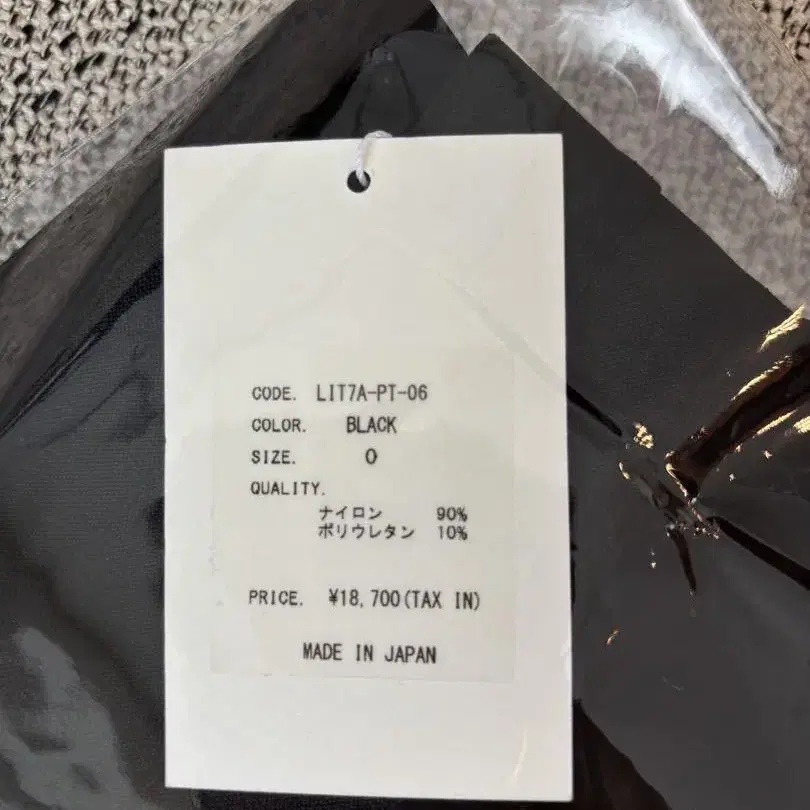 CODE. LIT7A-PT-06
COLOR. BLACK
SIZE. 0
QUALITY.
ナイロン 90%
ポリウレタン 10%
PRICE. ¥18,700(TAX IN)
MADE IN JAPAN